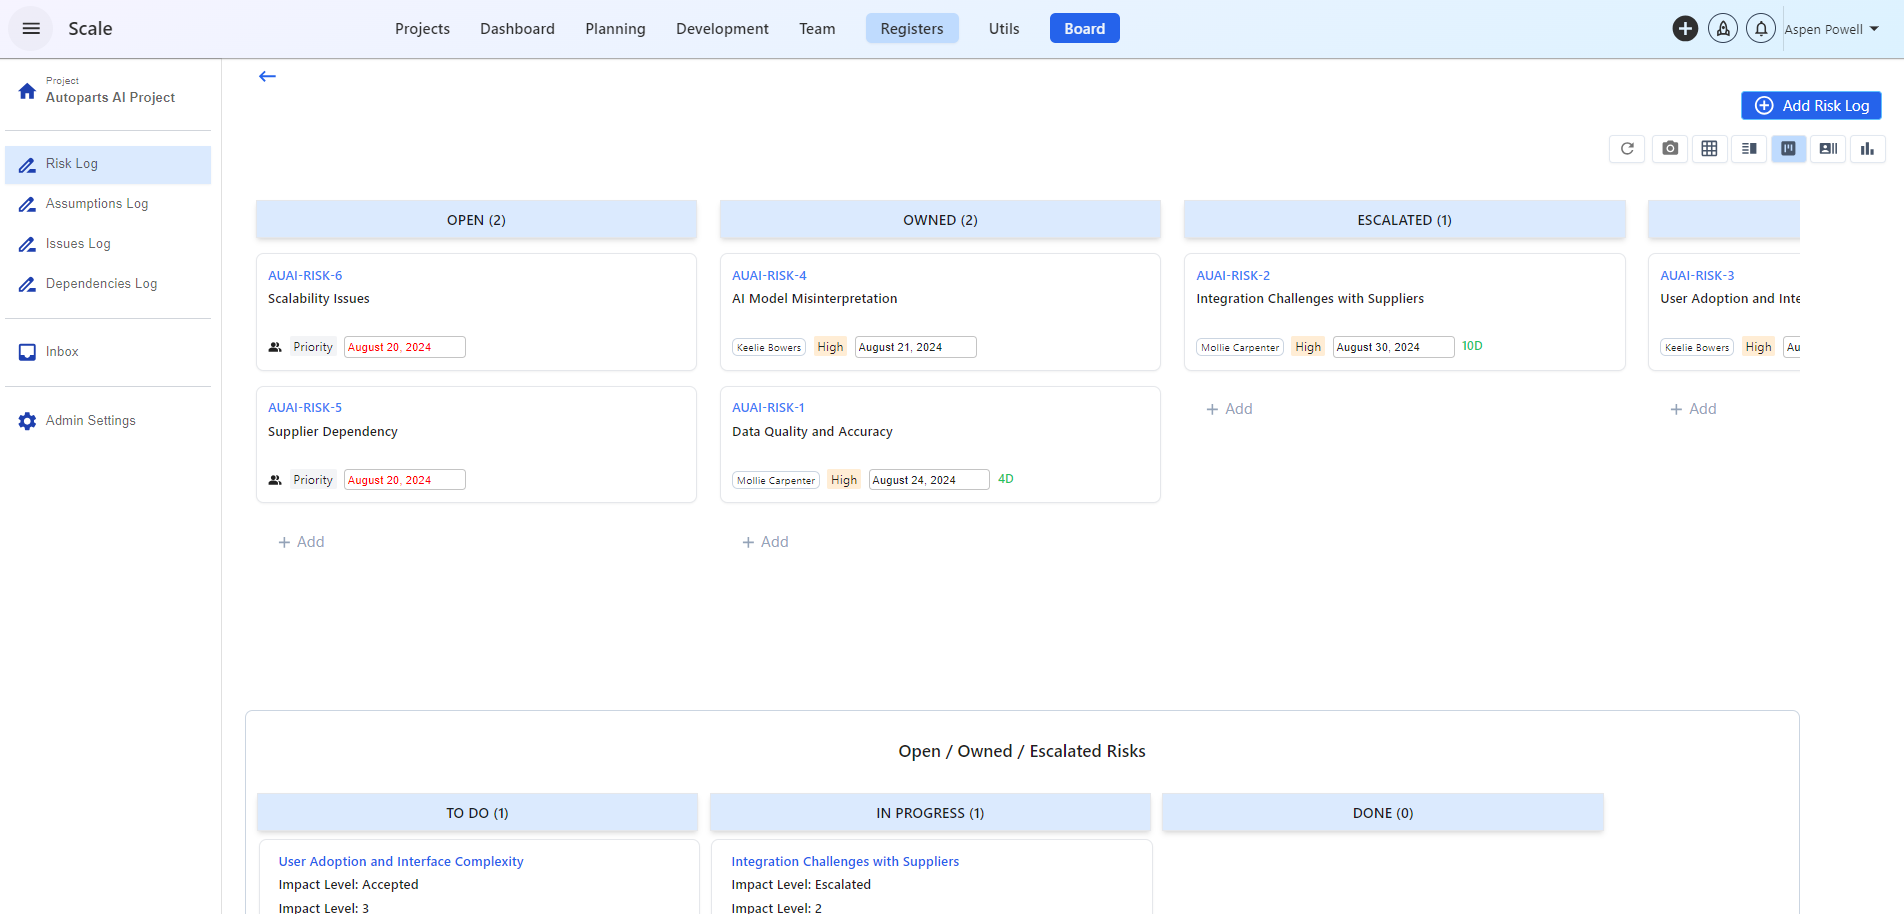 Scale
Projects
Dashboard
Planning
Development
Team
Registers
Utils
Board
Aspen Powell
Project
Autoparts AI Project
Risk Log
Assumptions Log
Issues Log
Dependencies Log
Inbox
Admin Settings
Add Risk Log
OPEN (2)
AUAI-RISK-6
Scalability Issues
Priority August 20, 2024
AUAI-RISK-5
Supplier Dependency
Priority August 20, 2024
+ Add
OWNED (2)
AUAI-RISK-4
AI Model Misinterpretation
Keelie Bowers High August 21, 2024
AUAI-RISK-1
Data Quality and Accuracy
Mollie Carpenter High August 24, 2024 4D
+ Add
ESCALATED (1)
AUAI-RISK-2
Integration Challenges with Suppliers
Mollie Carpenter High August 30, 2024 10D
+ Add
AUAI-RISK-3
User Adoption and Inte
Keelie Bowers High Au
+ Add
Open / Owned / Escalated Risks
TO DO (1)
User Adoption and Interface Complexity
Impact Level: Accepted
Impact Level: 3
IN PROGRESS (1)
Integration Challenges with Suppliers
Impact Level: Escalated
Impact Level: 2
DONE (0)